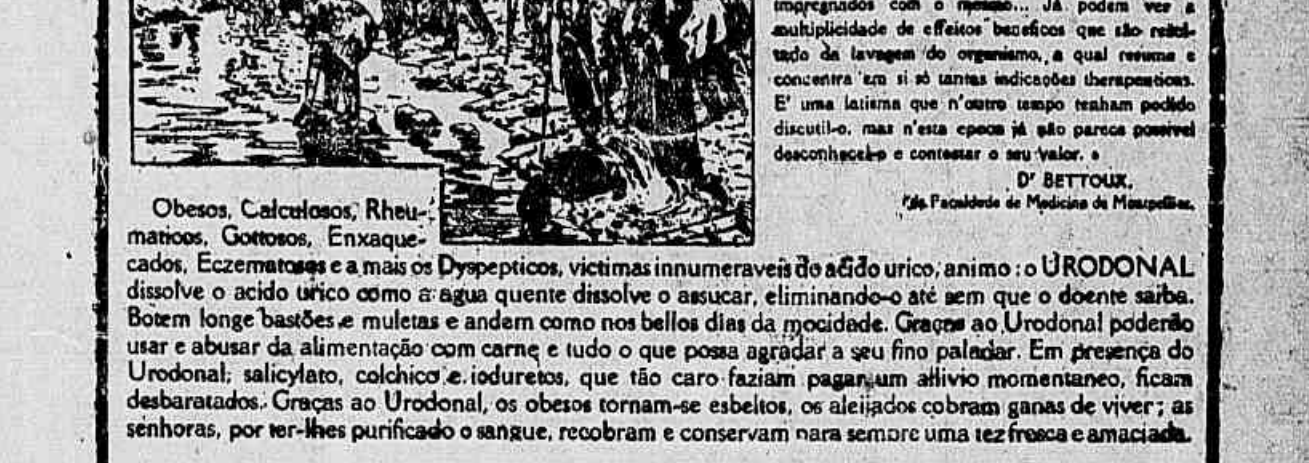 impregnados com o mesmo... Já podem ver a
multiplicidade de effeitos beneficos que são resul-
tado da lavagem do organismo, a qual resume e
concentra em si só tantas indicações therapeuticas.
E' uma latisma que n'outro tempo tenham podido
discutil-o, mas n'esta epoca já não pareca possivel
desconhecel-o e contestar o seu valor. »
Dʳ BETTOUX,
da Faculdade de Medicina de Montpellier.
Obesos, Calculosos, Rheu-
maticos, Gottosos, Enxaque-
cados, Eczematosos e a mais os Dyspepticos, victimas innumeraveis do acido urico, animo : o URODONAL
dissolve o acido urico como a agua quente dissolve o assucar, eliminando-o até sem que o doente saiba.
Botem longe bastões e muletas e andem como nos bellos dias da mocidade. Graças ao Urodonal poderão
usar e abusar da alimentação com carne e tudo o que possa agradar a seu fino paladar. Em presença do
Urodonal, salicylato, colchico e ioduretos, que tão caro faziam pagar um allivio momentaneo, ficam
desbaratados. Graças ao Urodonal, os obesos tornam-se esbeltos, os aleijados cobram ganas de viver ; as
senhoras, por ter-lhes purificado o sangue, recobram e conservam para sempre uma tez fresca e amaciada.